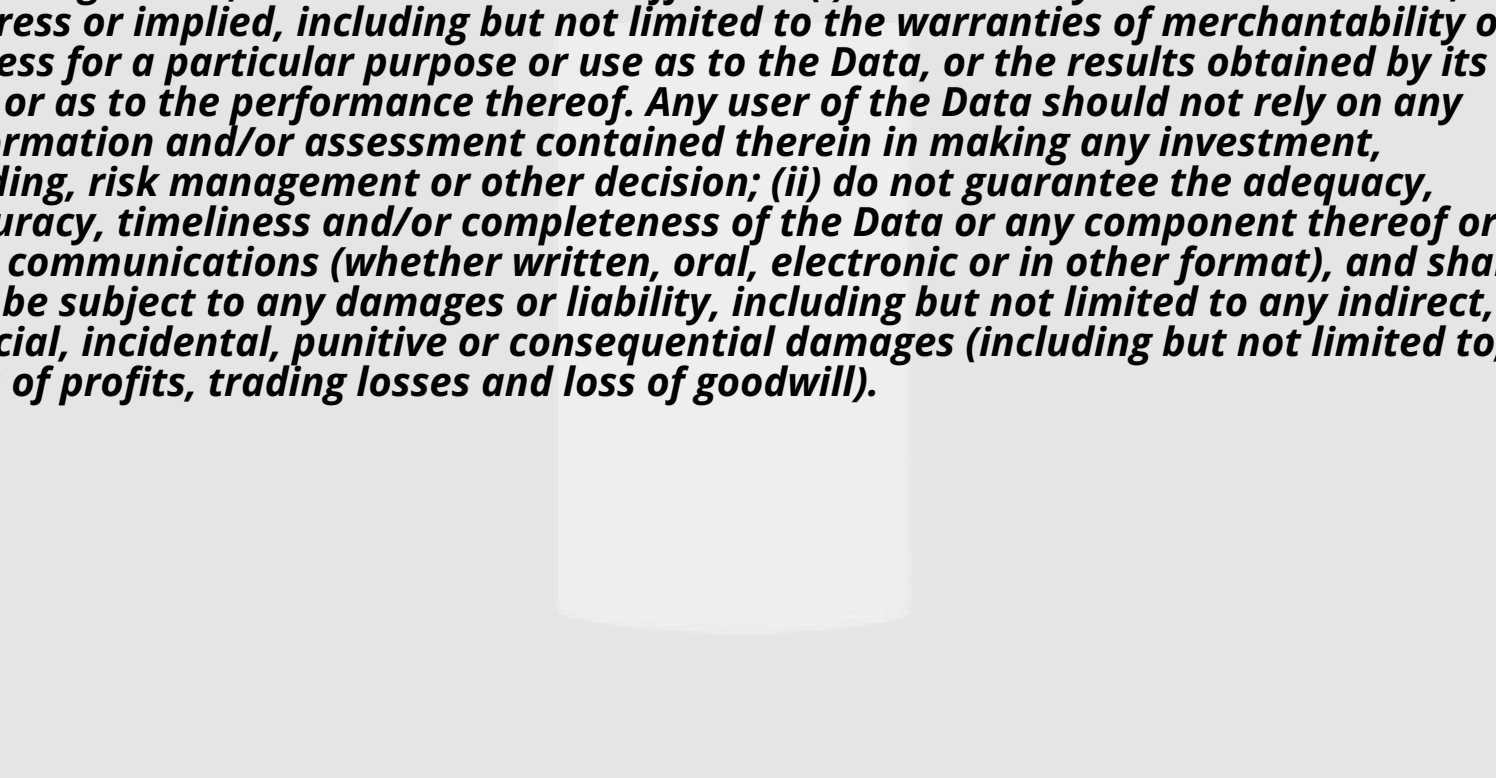 ress or implied, including but not limited to the warranties of merchantability o
ess for a particular purpose or use as to the Data, or the results obtained by its
or as to the performance thereof. Any user of the Data should not rely on any
ormation and/or assessment contained therein in making any investment,
ding, risk management or other decision; (ii) do not guarantee the adequacy,
uracy, timeliness and/or completeness of the Data or any component thereof or
communications (whether written, oral, electronic or in other format), and sha
be subject to any damages or liability, including but not limited to any indirect,
cial, incidental, punitive or consequential damages (including but not limited to,
of profits, trading losses and loss of goodwill).